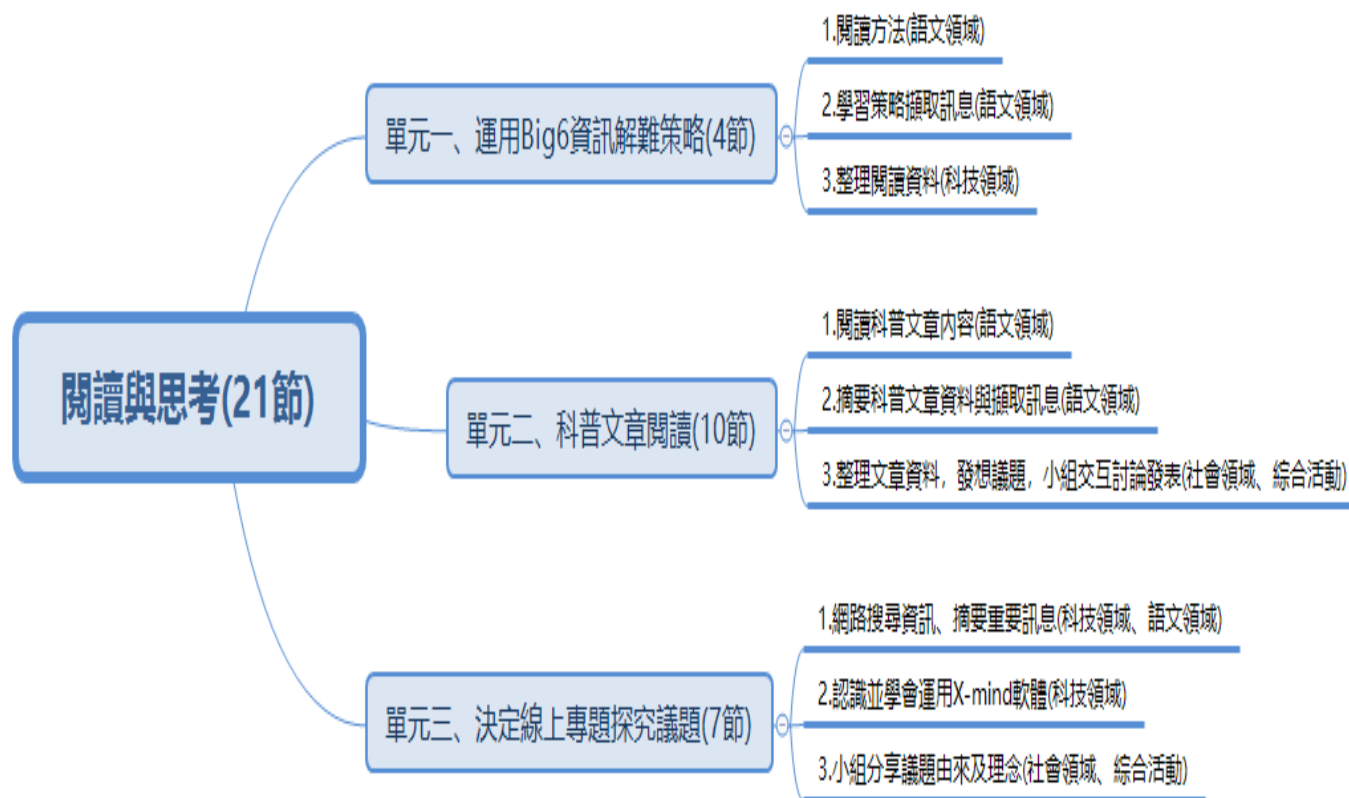 閱讀與思考(21節)
單元一、運用Big6資訊解難策略(4節)
1.閱讀方法(語文領域)
2.學習策略擷取訊息(語文領域)
3.整理閱讀資料(科技領域)
單元二、科普文章閱讀(10節)
1.閱讀科普文章內容(語文領域)
2.摘要科普文章資料與擷取訊息(語文領域)
3.整理文章資料，發想議題，小組交互討論發表(社會領域、綜合活動)
單元三、決定線上專題探究議題(7節)
1.網路搜尋資訊、摘要重要訊息(科技領域、語文領域)
2.認識並學會運用X-mind軟體(科技領域)
3.小組分享議題由來及理念(社會領域、綜合活動)